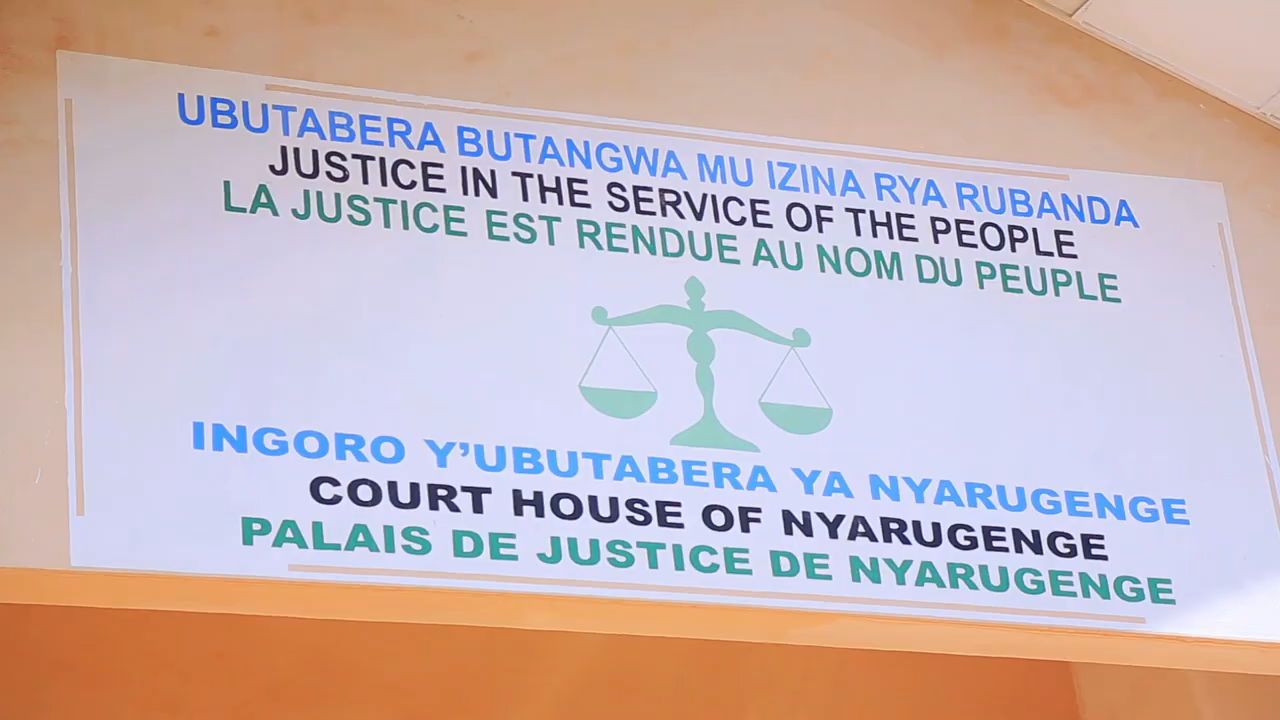 UBUTABERA BUTANGWA MU IZINA RYA RUBANDA
JUSTICE IN THE SERVICE OF THE PEOPLE
LA JUSTICE EST RENDUE AU NOM DU PEUPLE
INGORO Y’UBUTABERA YA NYARUGENGE
COURT HOUSE OF NYARUGENGE
PALAIS DE JUSTICE DE NYARUGENGE